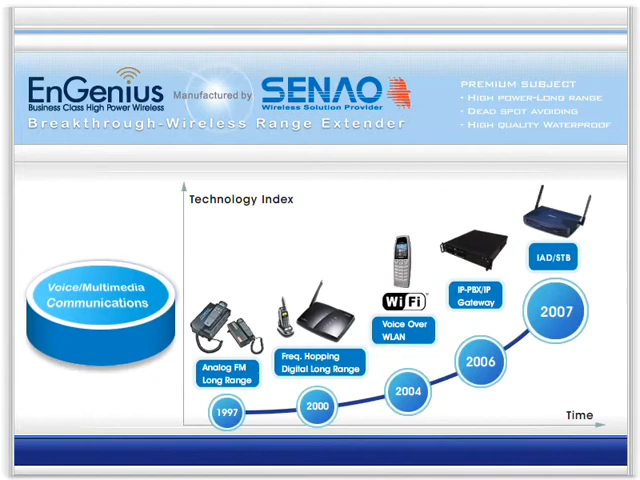 EnGenius
Business Class High Power Wireless
Manufactured by
SENAO
Wireless Solution Provider
Breakthrough-Wireless Range Extender
Premium Subject
· High power-Long range
· Dead spot avoiding
· High quality Waterproof
Technology Index
Voice/Multimedia
Communications
IAD/STB
IP-PBX/IP
Gateway
Wi Fi
Voice Over
WLAN
Freq. Hopping
Digital Long Range
Analog FM
Long Range
1997
2000
2004
2006
2007
Time